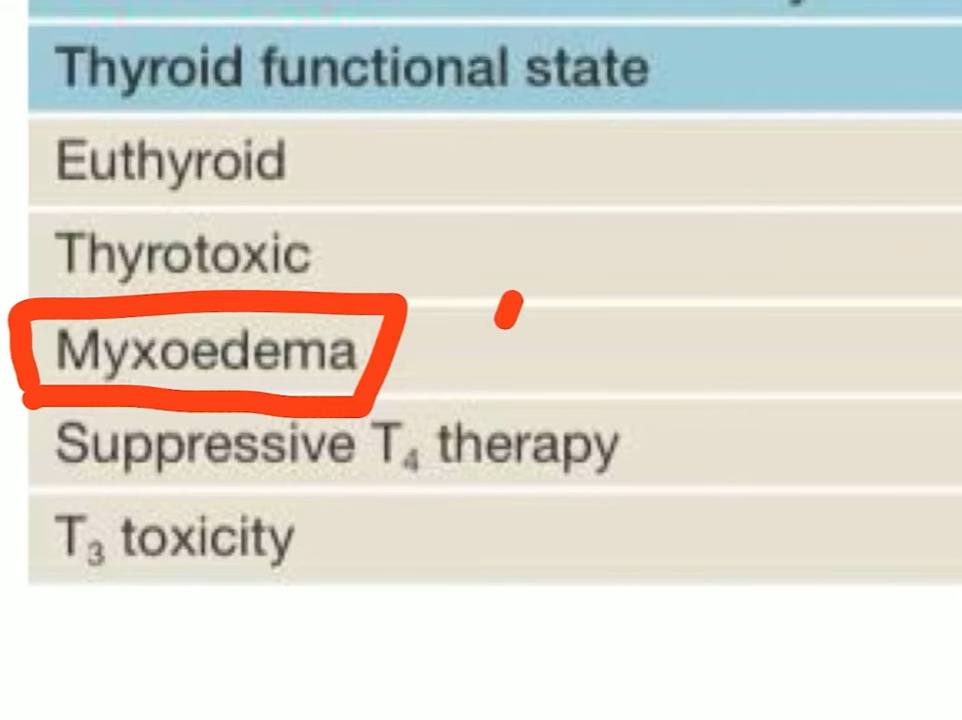 Thyroid functional state
Euthyroid
Thyrotoxic
Myxoedema
Suppressive T₄ therapy
T₃ toxicity